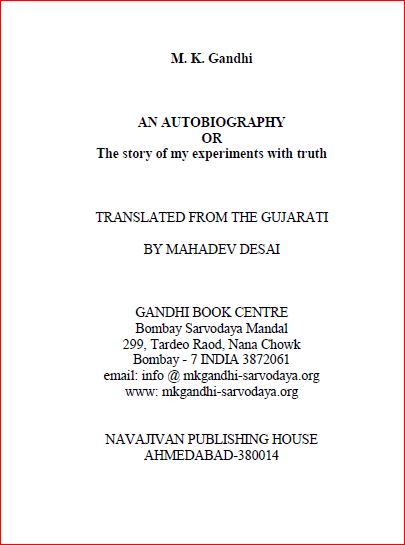 M. K. Gandhi
AN AUTOBIOGRAPHY
OR
The story of my experiments with truth
TRANSLATED FROM THE GUJARATI
BY MAHADEV DESAI
GANDHI BOOK CENTRE
Bombay Sarvodaya Mandal
299, Tardeo Raod, Nana Chowk
Bombay - 7 INDIA 3872061
email: info @ mkgandhi-sarvodaya.org
www: mkgandhi-sarvodaya.org
NAVAJIVAN PUBLISHING HOUSE
AHMEDABAD-380014